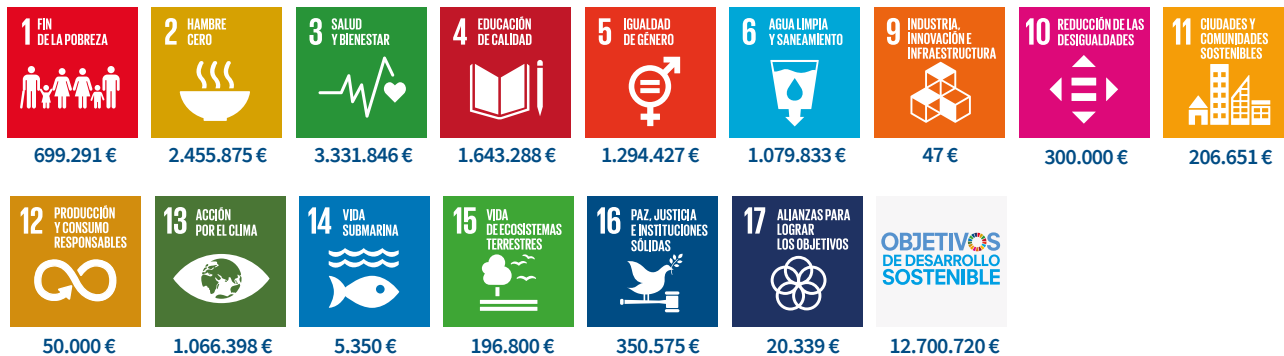 1 FIN
DE LA POBREZA
699.291 €
2 HAMBRE
CERO
2.455.875 €
3 SALUD
Y BIENESTAR
3.331.846 €
4 EDUCACIÓN
DE CALIDAD
1.643.288 €
5 IGUALDAD
DE GÉNERO
1.294.427 €
6 AGUA LIMPIA
Y SANEAMIENTO
1.079.833 €
9 INDUSTRIA,
INNOVACIÓN E
INFRAESTRUCTURA
47 €
10 REDUCCIÓN DE LAS
DESIGUALDADES
300.000 €
11 CIUDADES Y
COMUNIDADES
SOSTENIBLES
206.651 €
12 PRODUCCIÓN
Y CONSUMO
RESPONSABLES
50.000 €
13 ACCIÓN
POR EL CLIMA
1.066.398 €
14 VIDA
SUBMARINA
5.350 €
15 VIDA
DE ECOSISTEMAS
TERRESTRES
196.800 €
16 PAZ, JUSTICIA
E INSTITUCIONES
SÓLIDAS
350.575 €
17 ALIANZAS PARA
LOGRAR
LOS OBJETIVOS
20.339 €
OBJETIVOS
DE DESARROLLO
SOSTENIBLE
12.700.720 €